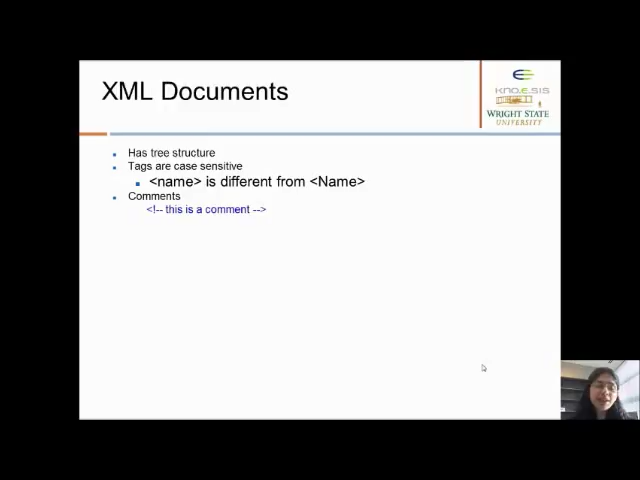 XML Documents
KNO.E.SIS
WRIGHT STATE
UNIVERSITY
Has tree structure
Tags are case sensitive
<name> is different from <Name>
Comments
<!-- this is a comment -->